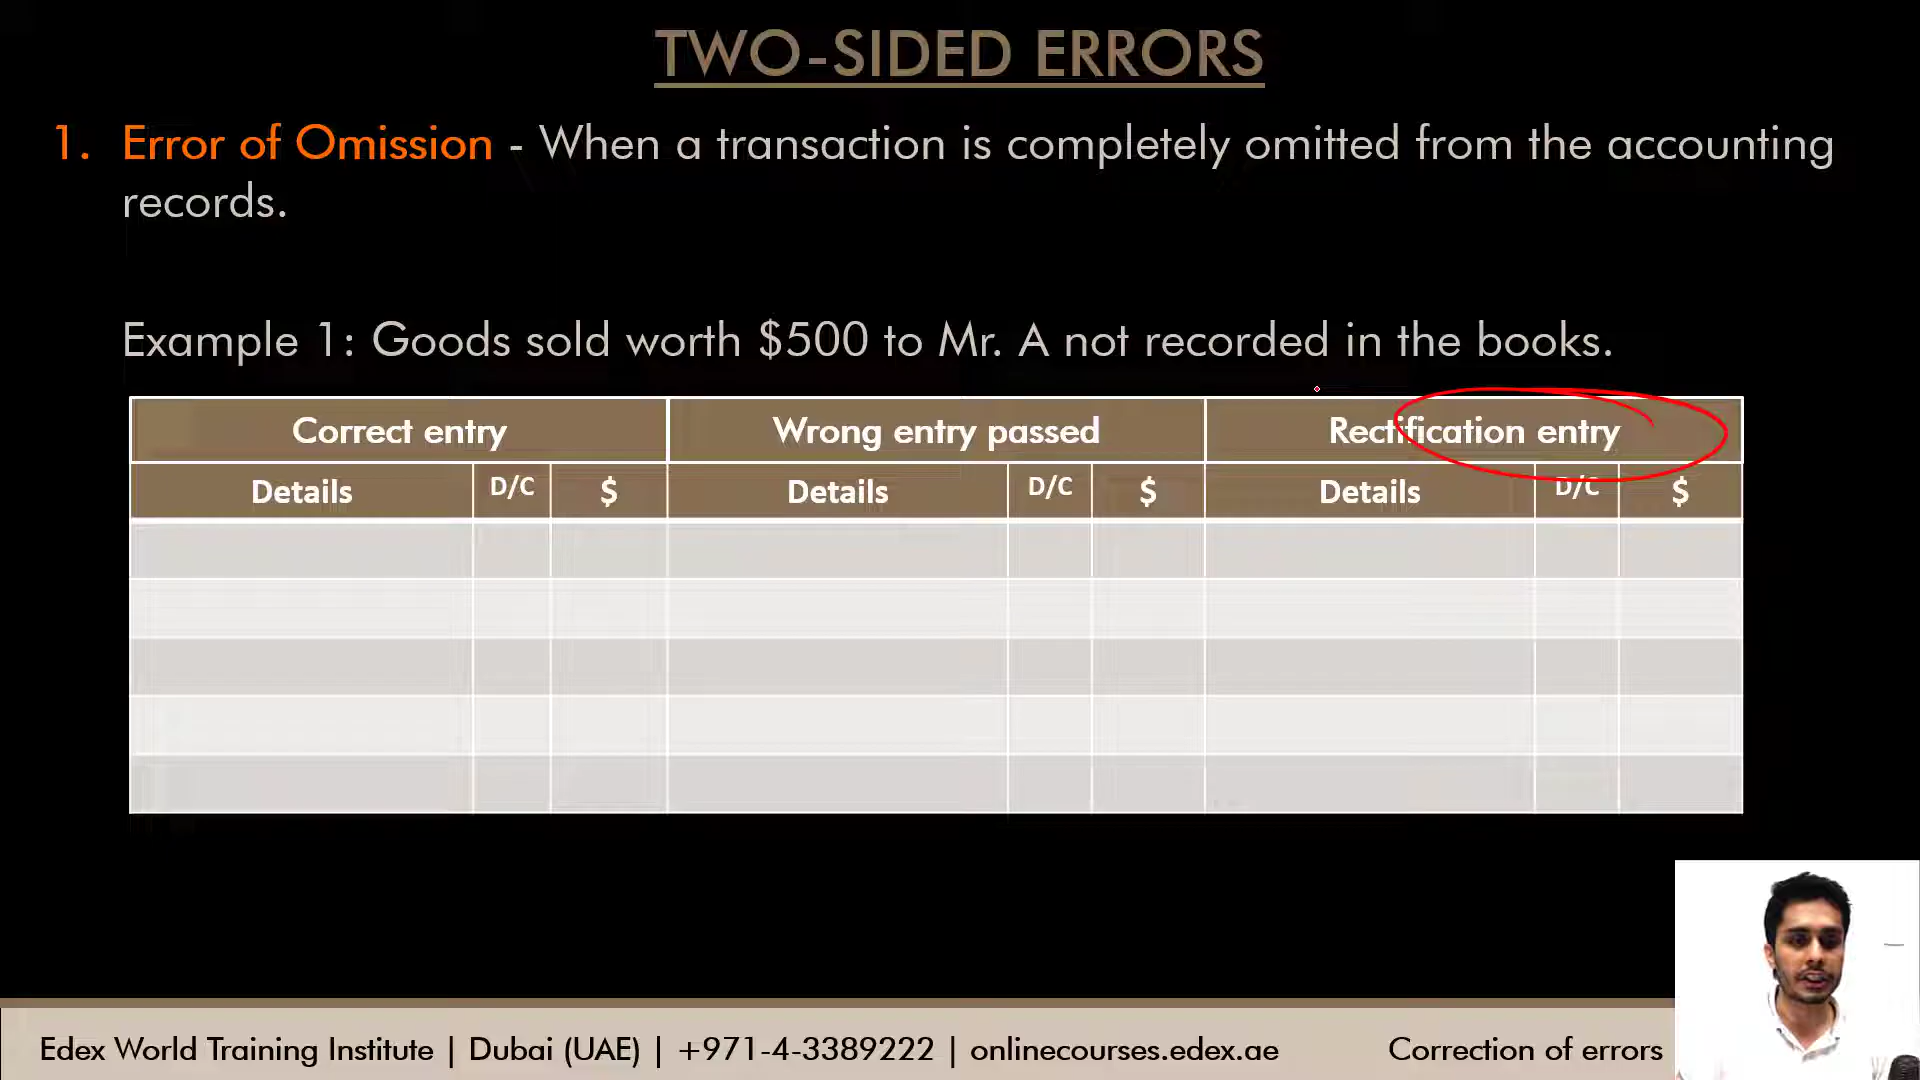 TWO-SIDED ERRORS
1. Error of Omission - When a transaction is completely omitted from the accounting
records.
Example 1: Goods sold worth $500 to Mr. A not recorded in the books.
Correct entry Wrong entry passed Rectification entry
Details D/C $ Details D/C $ Details D/C $
Edex World Training Institute | Dubai (UAE) | +971-4-3389222 | onlinecourses.edex.ae Correction of errors